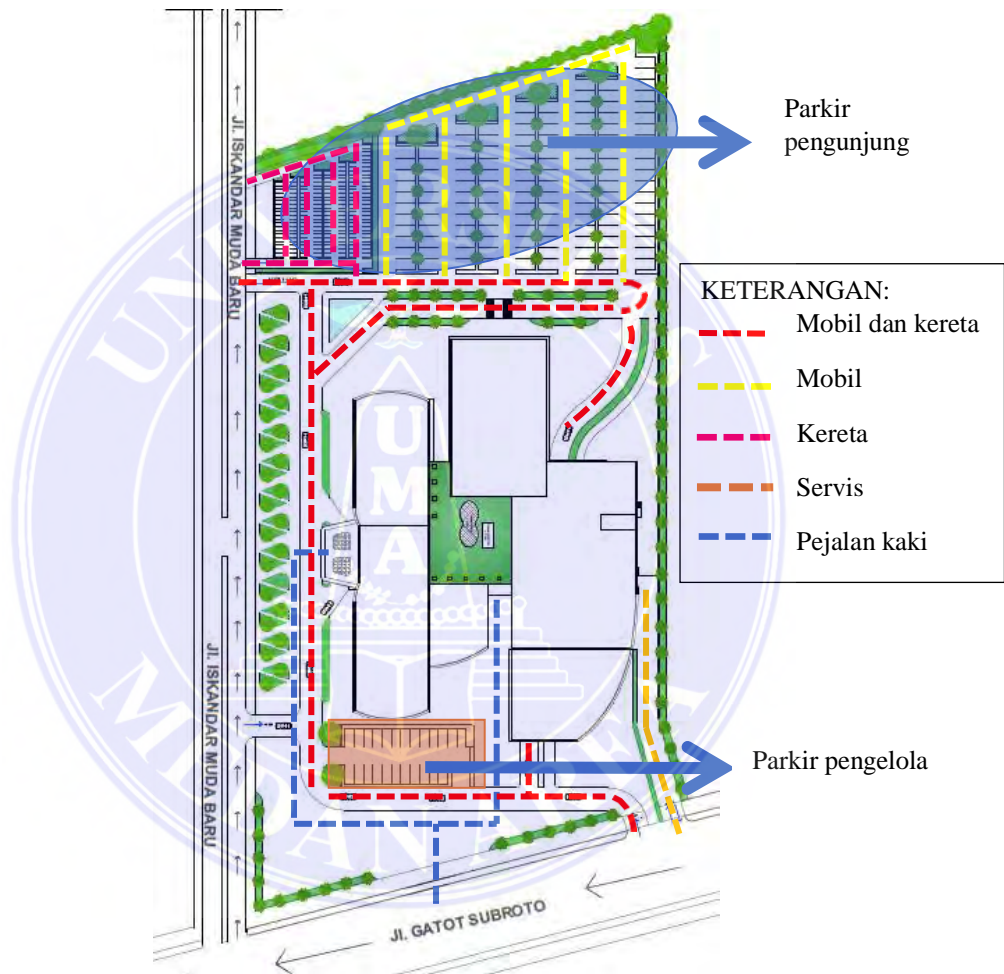 Parkir
pengunjung
JL. ISKANDAR MUDA BARU
KETERANGAN:
Mobil dan kereta
Mobil
Kereta
Servis
Pejalan kaki
UMA
JL. ISKANDAR MUDA BARU
Parkir pengelola
JL. GATOT SUBROTO